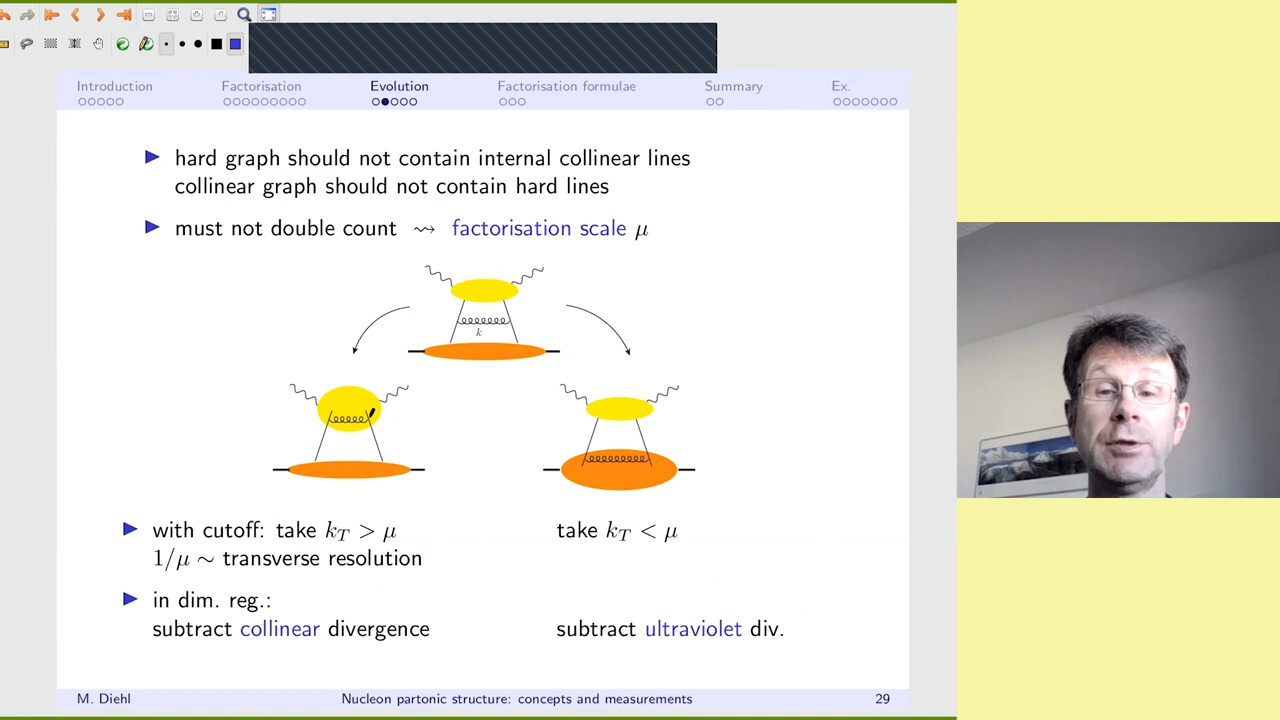 Introduction Factorisation Evolution Factorisation formulae Summary Ex.
hard graph should not contain internal collinear lines
collinear graph should not contain hard lines
must not double count ⇝ factorisation scale μ
k
with cutoff: take k_T > μ take k_T < μ
1/μ ∼ transverse resolution
in dim. reg.:
subtract collinear divergence subtract ultraviolet div.
M. Diehl Nucleon partonic structure: concepts and measurements 29